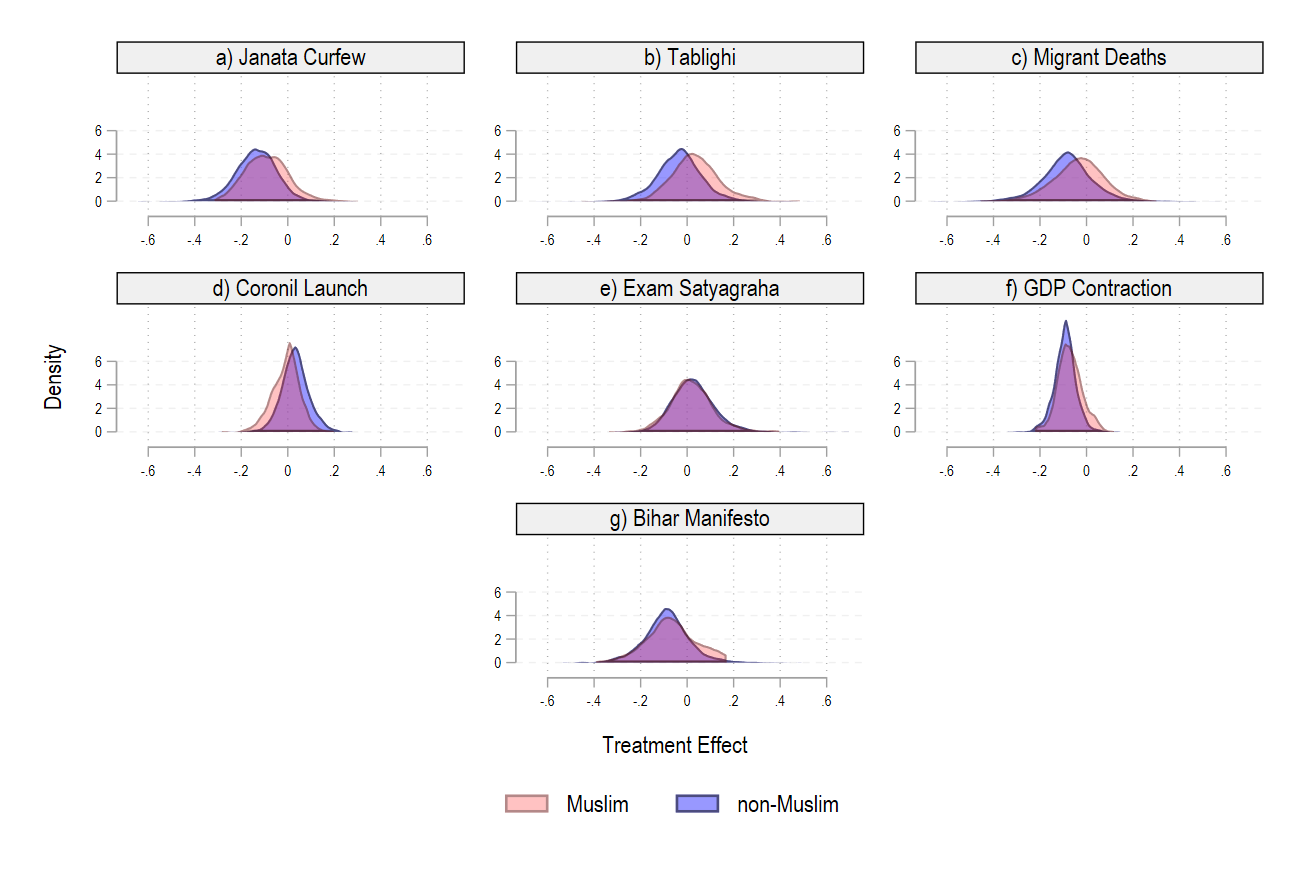 a) Janata Curfew
b) Tablighi
c) Migrant Deaths
6
4
2
0
6
4
2
0
6
4
2
0
-.6 -.4 -.2 0 .2 .4 .6
-.6 -.4 -.2 0 .2 .4 .6
-.6 -.4 -.2 0 .2 .4 .6
d) Coronil Launch
e) Exam Satyagraha
f) GDP Contraction
Density
6
4
2
0
6
4
2
0
6
4
2
0
-.6 -.4 -.2 0 .2 .4 .6
-.6 -.4 -.2 0 .2 .4 .6
-.6 -.4 -.2 0 .2 .4 .6
g) Bihar Manifesto
6
4
2
0
-.6 -.4 -.2 0 .2 .4 .6
Treatment Effect
Muslim
non-Muslim